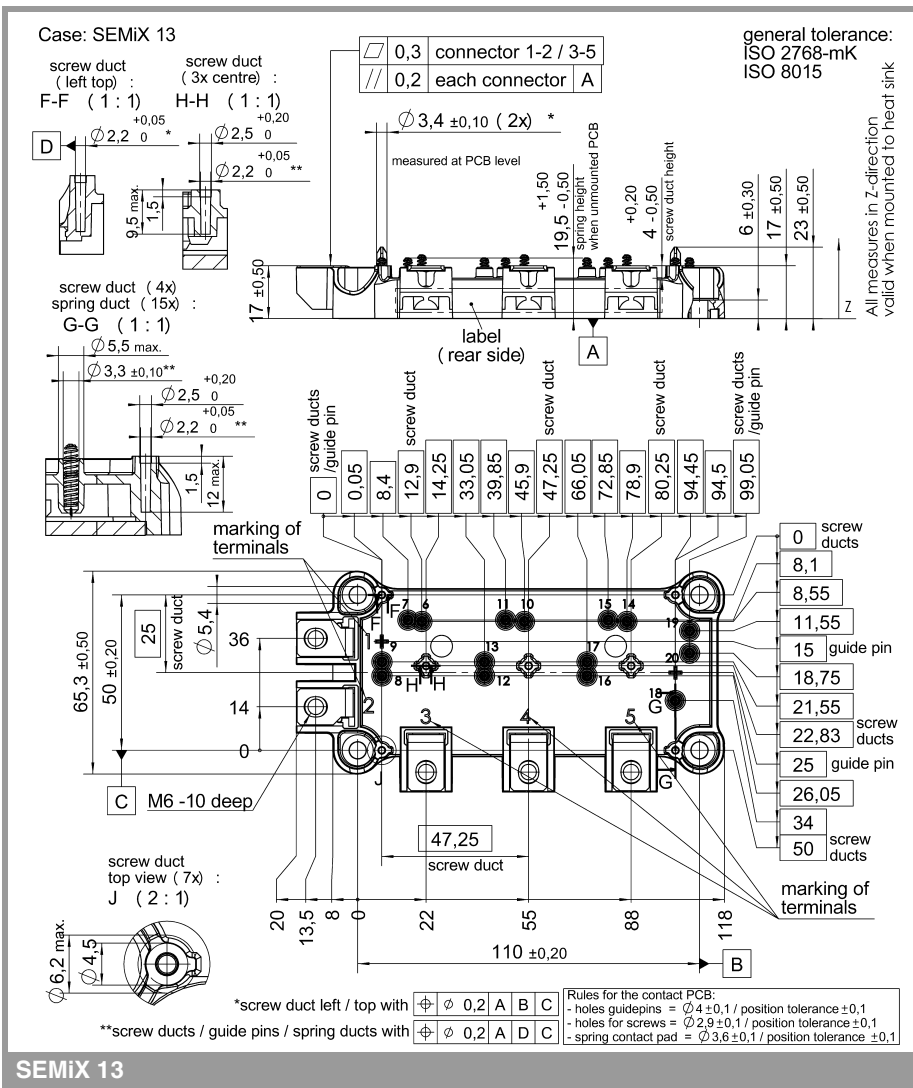 Case: SEMiX 13
screw duct
( left top) :
F-F ( 1 : 1)
screw duct
( 3x centre) :
H-H ( 1 : 1)
D
∅ 2,2 +0,05 0 *
∅ 2,5 +0,20 0
∅ 2,2 +0,05 0 **
9,5 max.
1,5
0,3 connector 1-2 / 3-5
// 0,2 each connector A
∅ 3,4 ±0,10 ( 2x) *
measured at PCB level
general tolerance:
ISO 2768-mK
ISO 8015
19,5 +1,50 -0,50
spring height
when unmounted PCB
4 +0,20 -0,50
screw duct height
6 ±0,30
17 ±0,50
23 ±0,50
Z
All measures in Z-direction
valid when mounted to heat sink
17 ±0,50
label
( rear side)
A
screw duct ( 4x)
spring duct ( 15x) :
G-G ( 1 : 1)
∅ 5,5 max.
∅ 3,3 ±0,10**
∅ 2,5 +0,20 0
∅ 2,2 +0,05 0 **
1,5
12 max.
screw ducts
/guide pin
screw duct
screw duct
screw duct
screw ducts
/guide pin
0
0,05
8,4
12,9
14,25
33,05
39,85
45,9
47,25
66,05
72,85
78,9
80,25
94,45
94,5
99,05
marking of
terminals
0 screw
ducts
8,1
8,55
11,55
15 guide pin
18,75
21,55
22,83 screw
ducts
25 guide pin
26,05
34
50 screw
ducts
65,3 ±0,50
50 ±0,20
25
screw duct
∅ 5,4
36
14
0
C
M6 -10 deep
F
F
7
6
11
10
15
14
19
1
9
13
17
20
8
H
H
12
16
18
G
2
3
4
5
J
G
47,25
screw duct
marking of
terminals
20
13,5
8
0
22
55
88
118
110 ±0,20
B
screw duct
top view ( 7x) :
J ( 2 : 1)
∅ 6,2 max.
∅ 4,5
*screw duct left / top with ⌖ ∅ 0,2 A B C
**screw ducts / guide pins / spring ducts with ⌖ ∅ 0,2 A D C
Rules for the contact PCB:
- holes guidepins = ∅ 4 ±0,1 / position tolerance ±0,1
- holes for screws = ∅ 2,9 ±0,1 / position tolerance ±0,1
- spring contact pad = ∅ 3,6 ±0,1 / position tolerance ±0,1
SEMiX 13